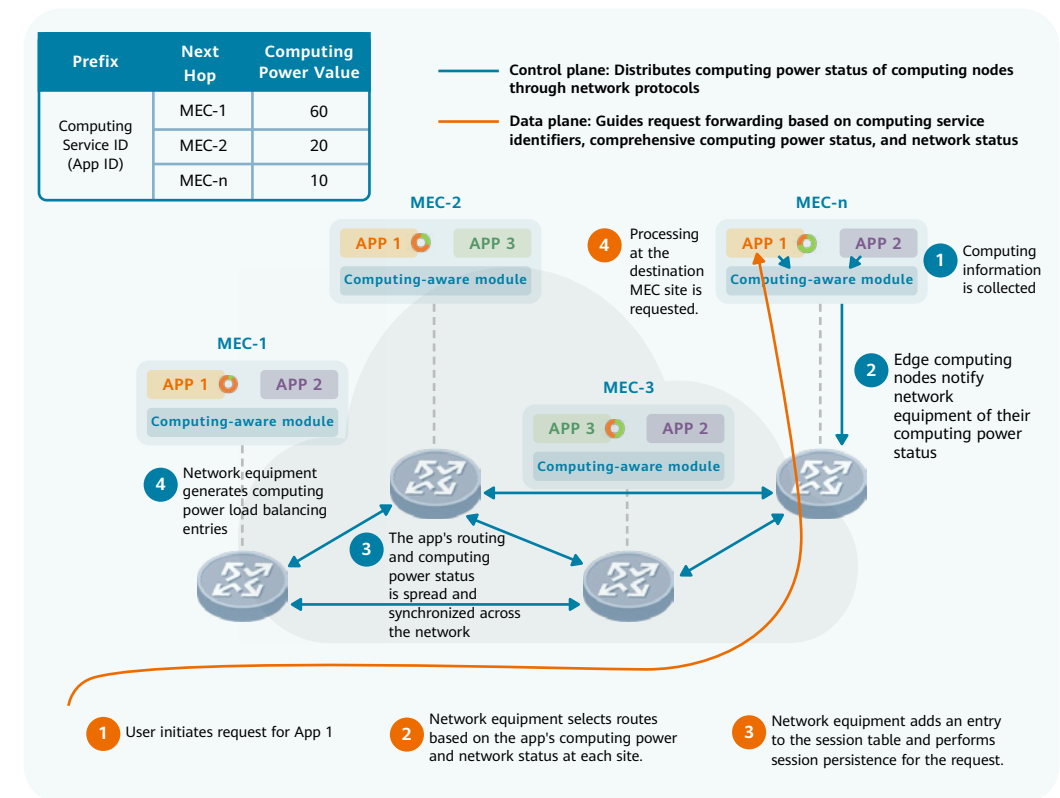 Prefix
Next
Hop
Computing
Power Value
Computing
Service ID
(App ID)
MEC-1
60
MEC-2
20
MEC-n
10
Control plane: Distributes computing power status of computing nodes
through network protocols
Data plane: Guides request forwarding based on computing service
identifiers, comprehensive computing power status, and network status
MEC-2
APP 1
APP 3
Computing-aware module
4
Processing
at the
destination
MEC site is
requested.
MEC-n
APP 1
APP 2
Computing-aware module
1
Computing
information
is collected
MEC-1
APP 1
APP 2
Computing-aware module
MEC-3
APP 3
APP 2
Computing-aware module
2
Edge computing
nodes notify
network
equipment of their
computing power
status
4
Network equipment
generates computing
power load balancing
entries
3
The app's routing
and computing
power status
is spread and
synchronized across
the network
1
User initiates request for App 1
2
Network equipment selects routes
based on the app's computing power
and network status at each site.
3
Network equipment adds an entry
to the session table and performs
session persistence for the request.